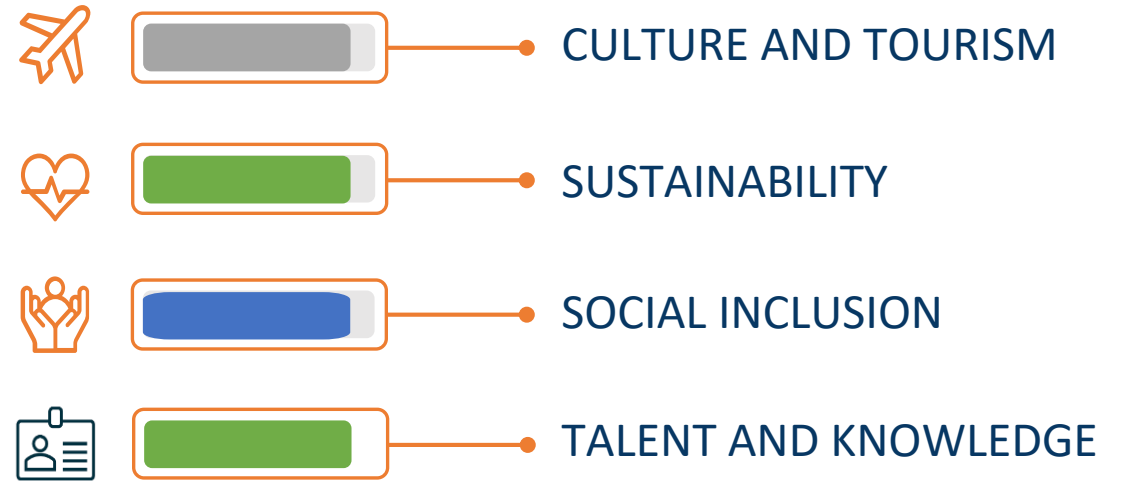 CULTURE AND TOURISM
SUSTAINABILITY
SOCIAL INCLUSION
TALENT AND KNOWLEDGE